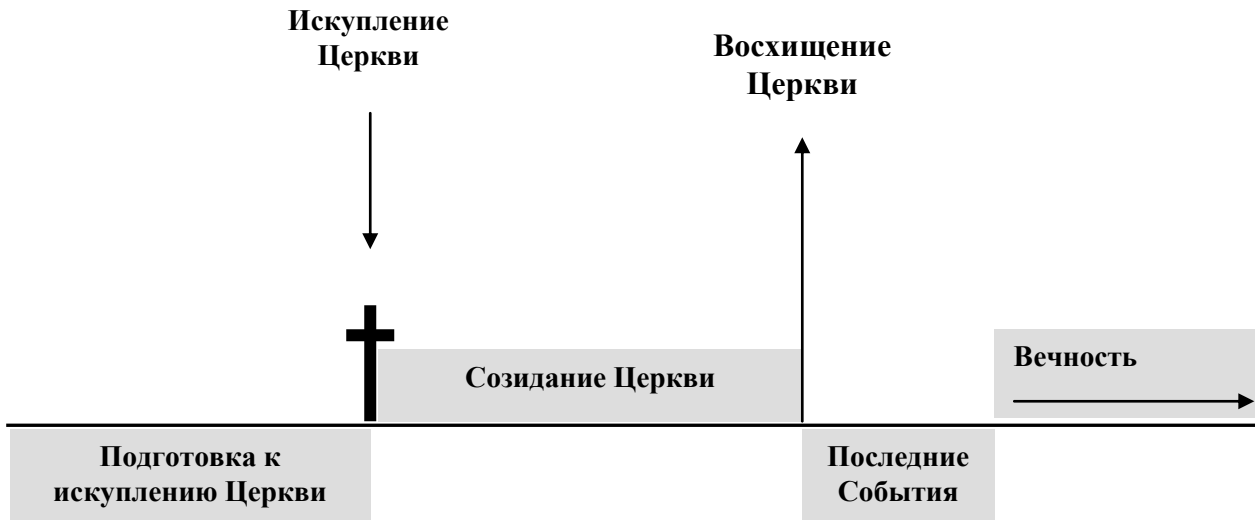 Искупление
Церкви
Восхищение
Церкви
Созидание Церкви
Вечность
Подготовка к
искуплению Церкви
Последние
События